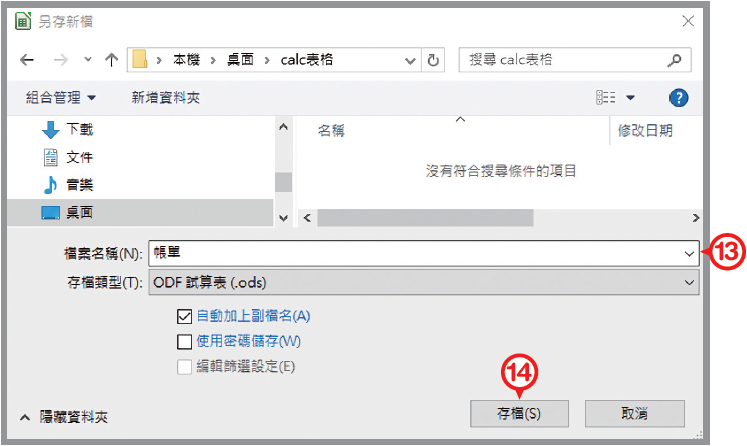 另存新檔
本機 › 桌面 › calc表格
搜尋 calc表格
組合管理
新增資料夾
下載
文件
音樂
桌面
名稱
修改日期
沒有符合搜尋條件的項目
檔案名稱(N): 帳單
13
存檔類型(T): ODF 試算表 (.ods)
自動加上副檔名(A)
使用密碼儲存(W)
編輯篩選設定(E)
14
隱藏資料夾
存檔(S)
取消